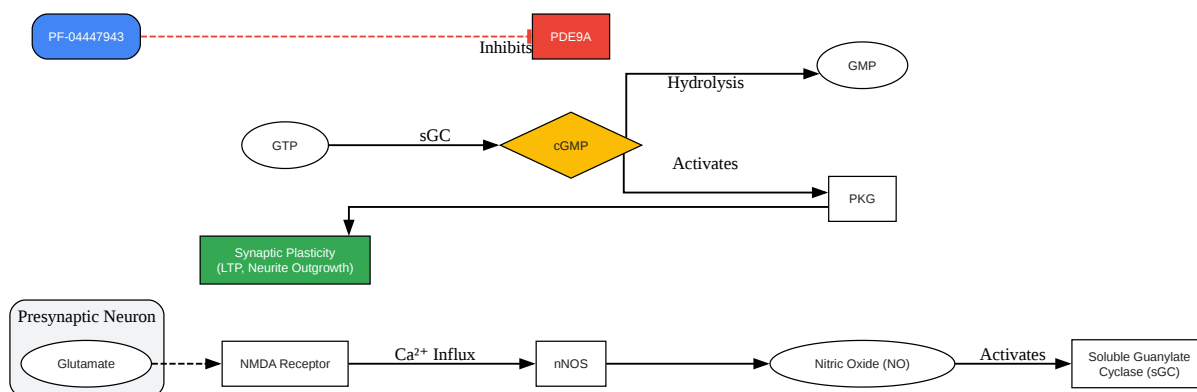 PF-04447943
PDE9A
Inhibits
GMP
Hydrolysis
GTP
sGC
cGMP
Activates
PKG
Synaptic Plasticity
(LTP, Neurite Outgrowth)
Presynaptic Neuron
Glutamate
NMDA Receptor
Ca²⁺ Influx
nNOS
Nitric Oxide (NO)
Activates
Soluble Guanylate
Cyclase (sGC)